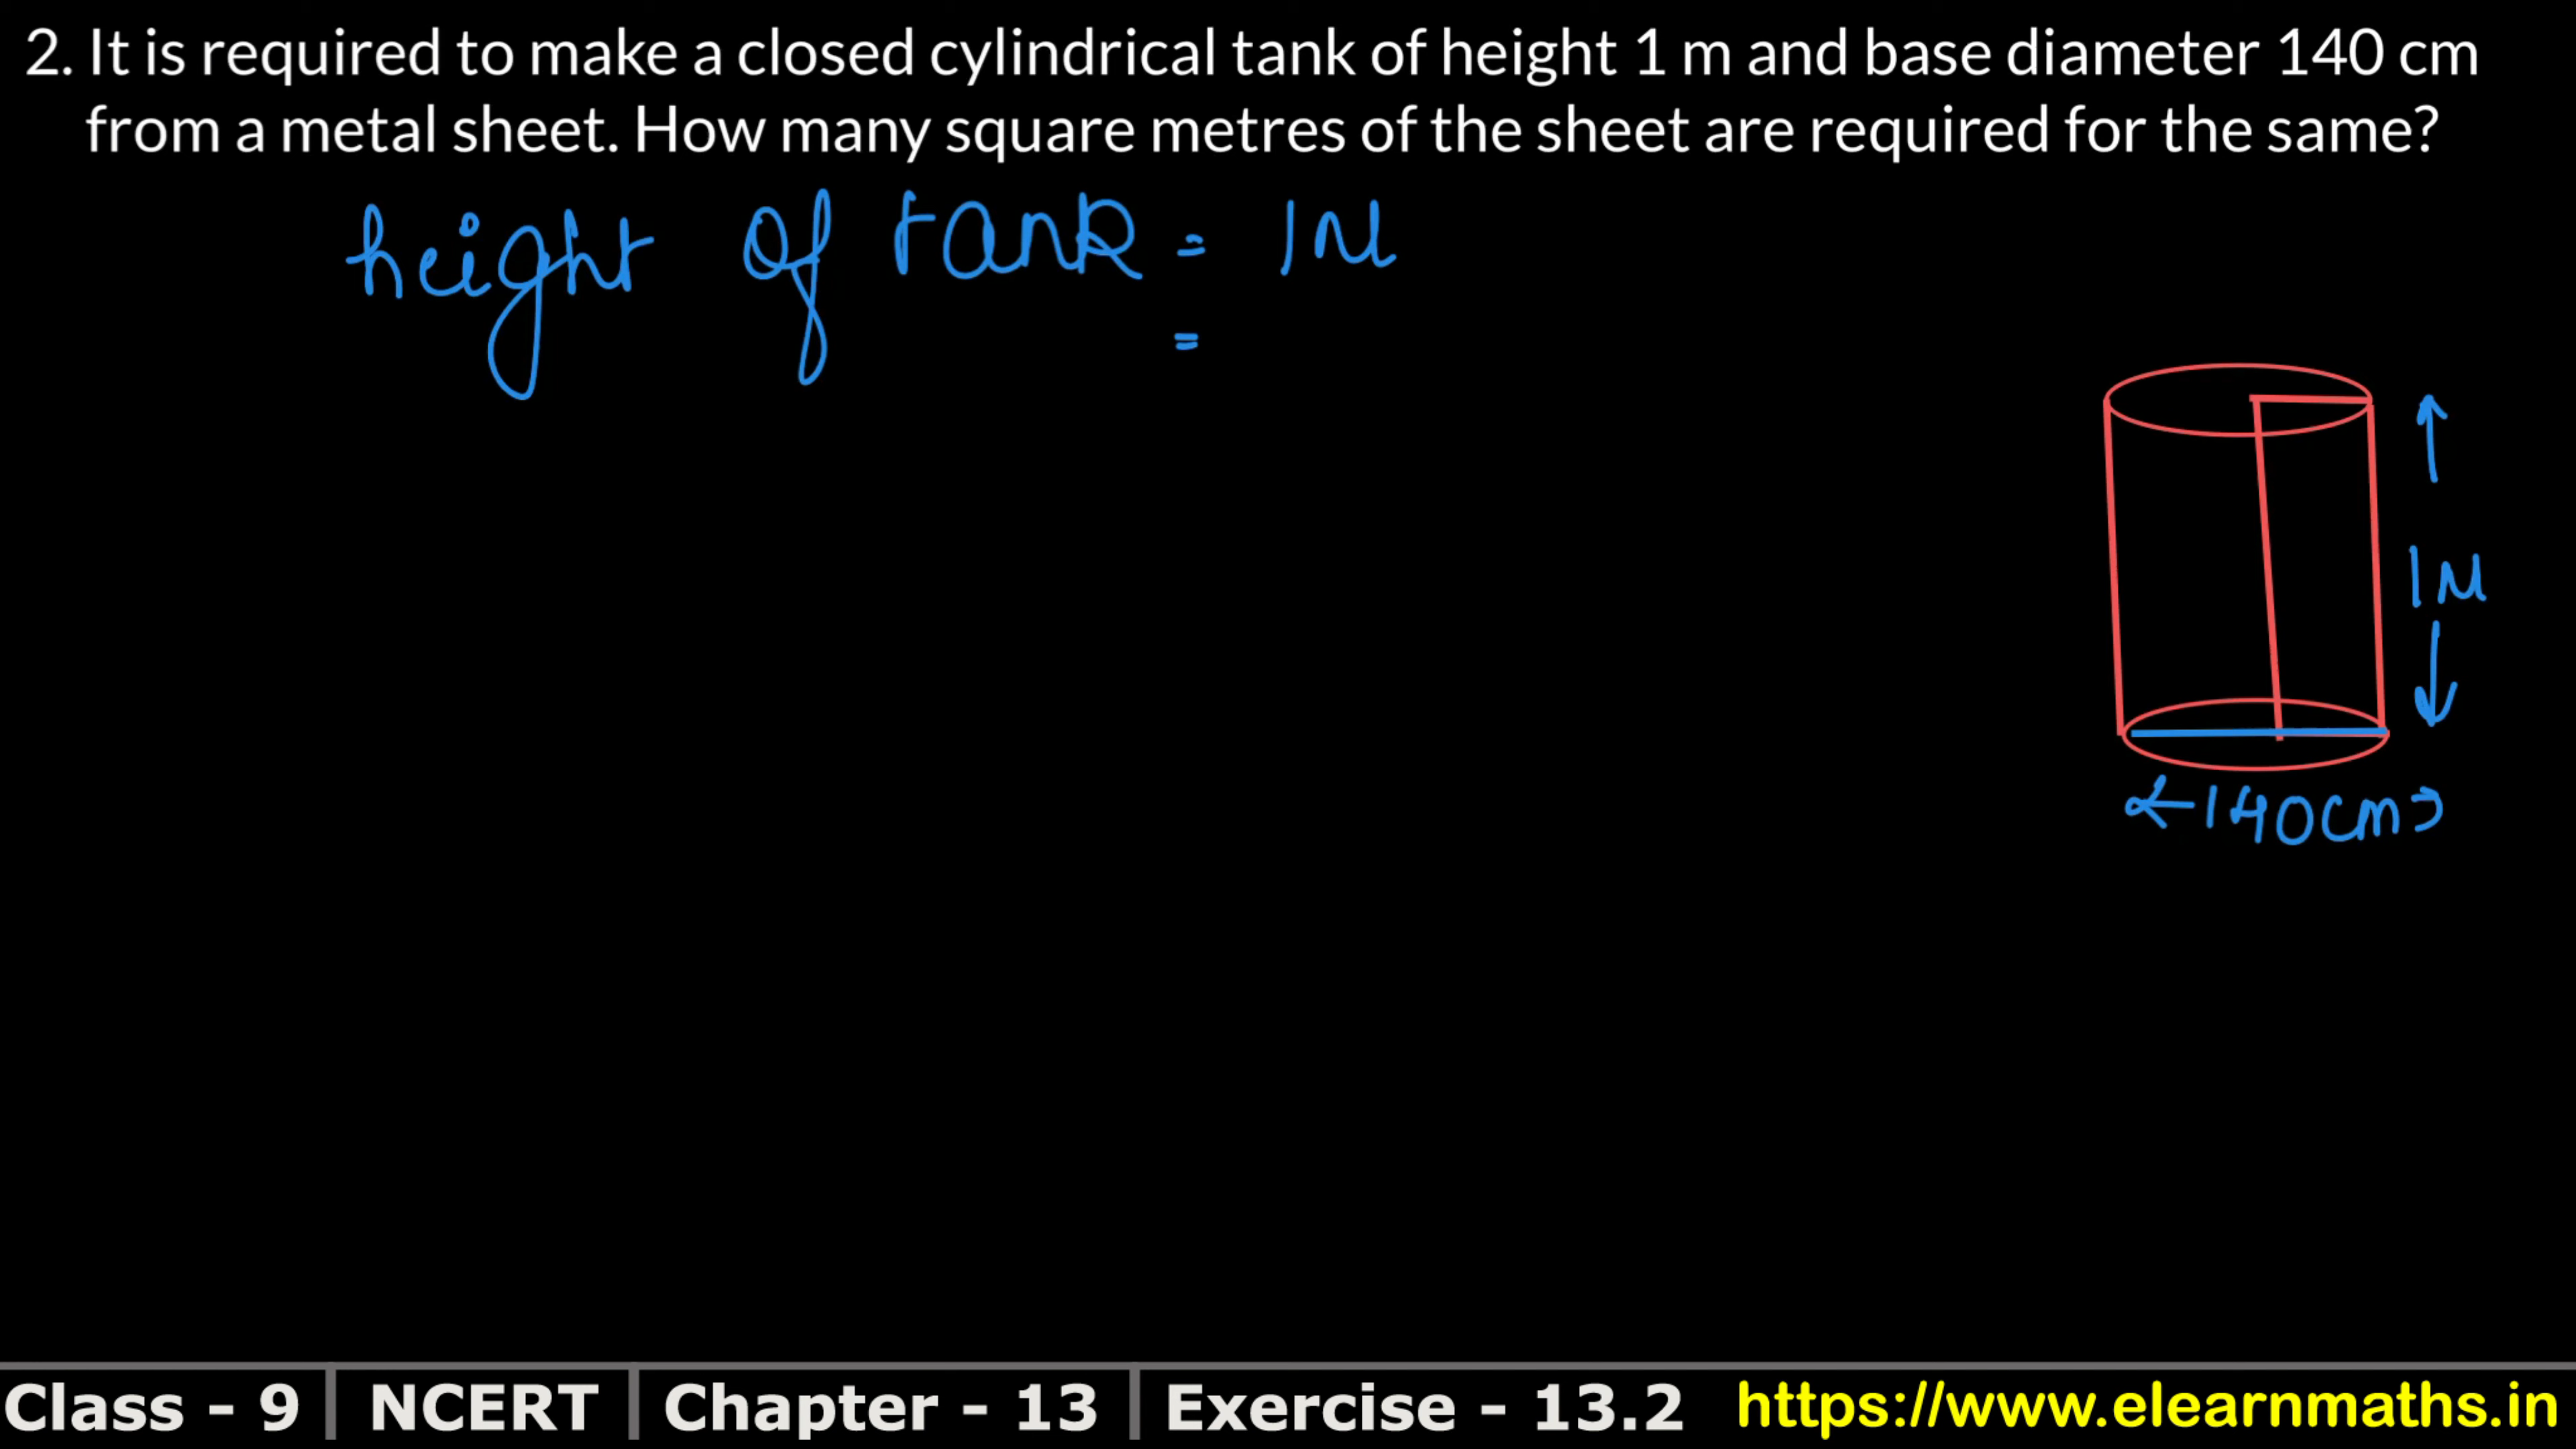 2. It is required to make a closed cylindrical tank of height 1 m and base diameter 140 cm
from a metal sheet. How many square metres of the sheet are required for the same?
height of tank = 1M
=
1M
140cm
Class - 9 | NCERT | Chapter - 13 | Exercise - 13.2 https://www.elearnmaths.in